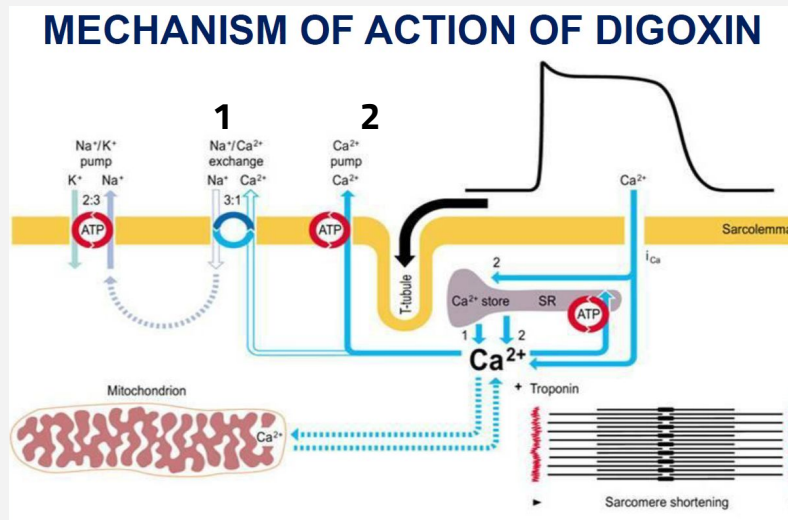 MECHANISM OF ACTION OF DIGOXIN
1
2
Na⁺/K⁺
pump
K⁺ Na⁺
2:3
ATP
Na⁺/Ca²⁺
exchange
Na⁺ Ca²⁺
3:1
Ca²⁺
pump
Ca²⁺
ATP
Ca²⁺
Sarcolemma
iCa
T-tubule
2
Ca²⁺ store SR
ATP
1 2
Ca²⁺
+ Troponin
Mitochondrion
Ca²⁺
Sarcomere shortening